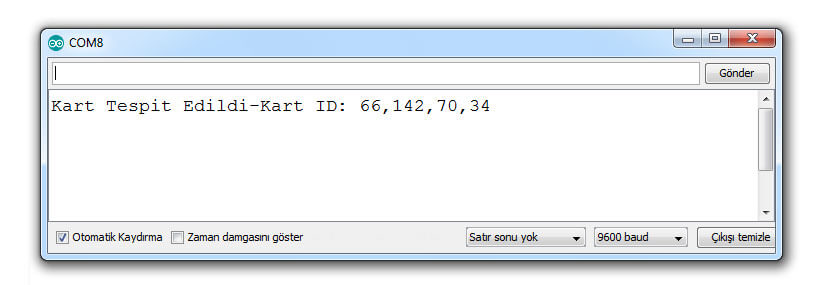 COM8
Gönder
Kart Tespit Edildi-Kart ID: 66,142,70,34
Otomatik Kaydırma Zaman damgasını göster Satır sonu yok 9600 baud Çıkışı temizle